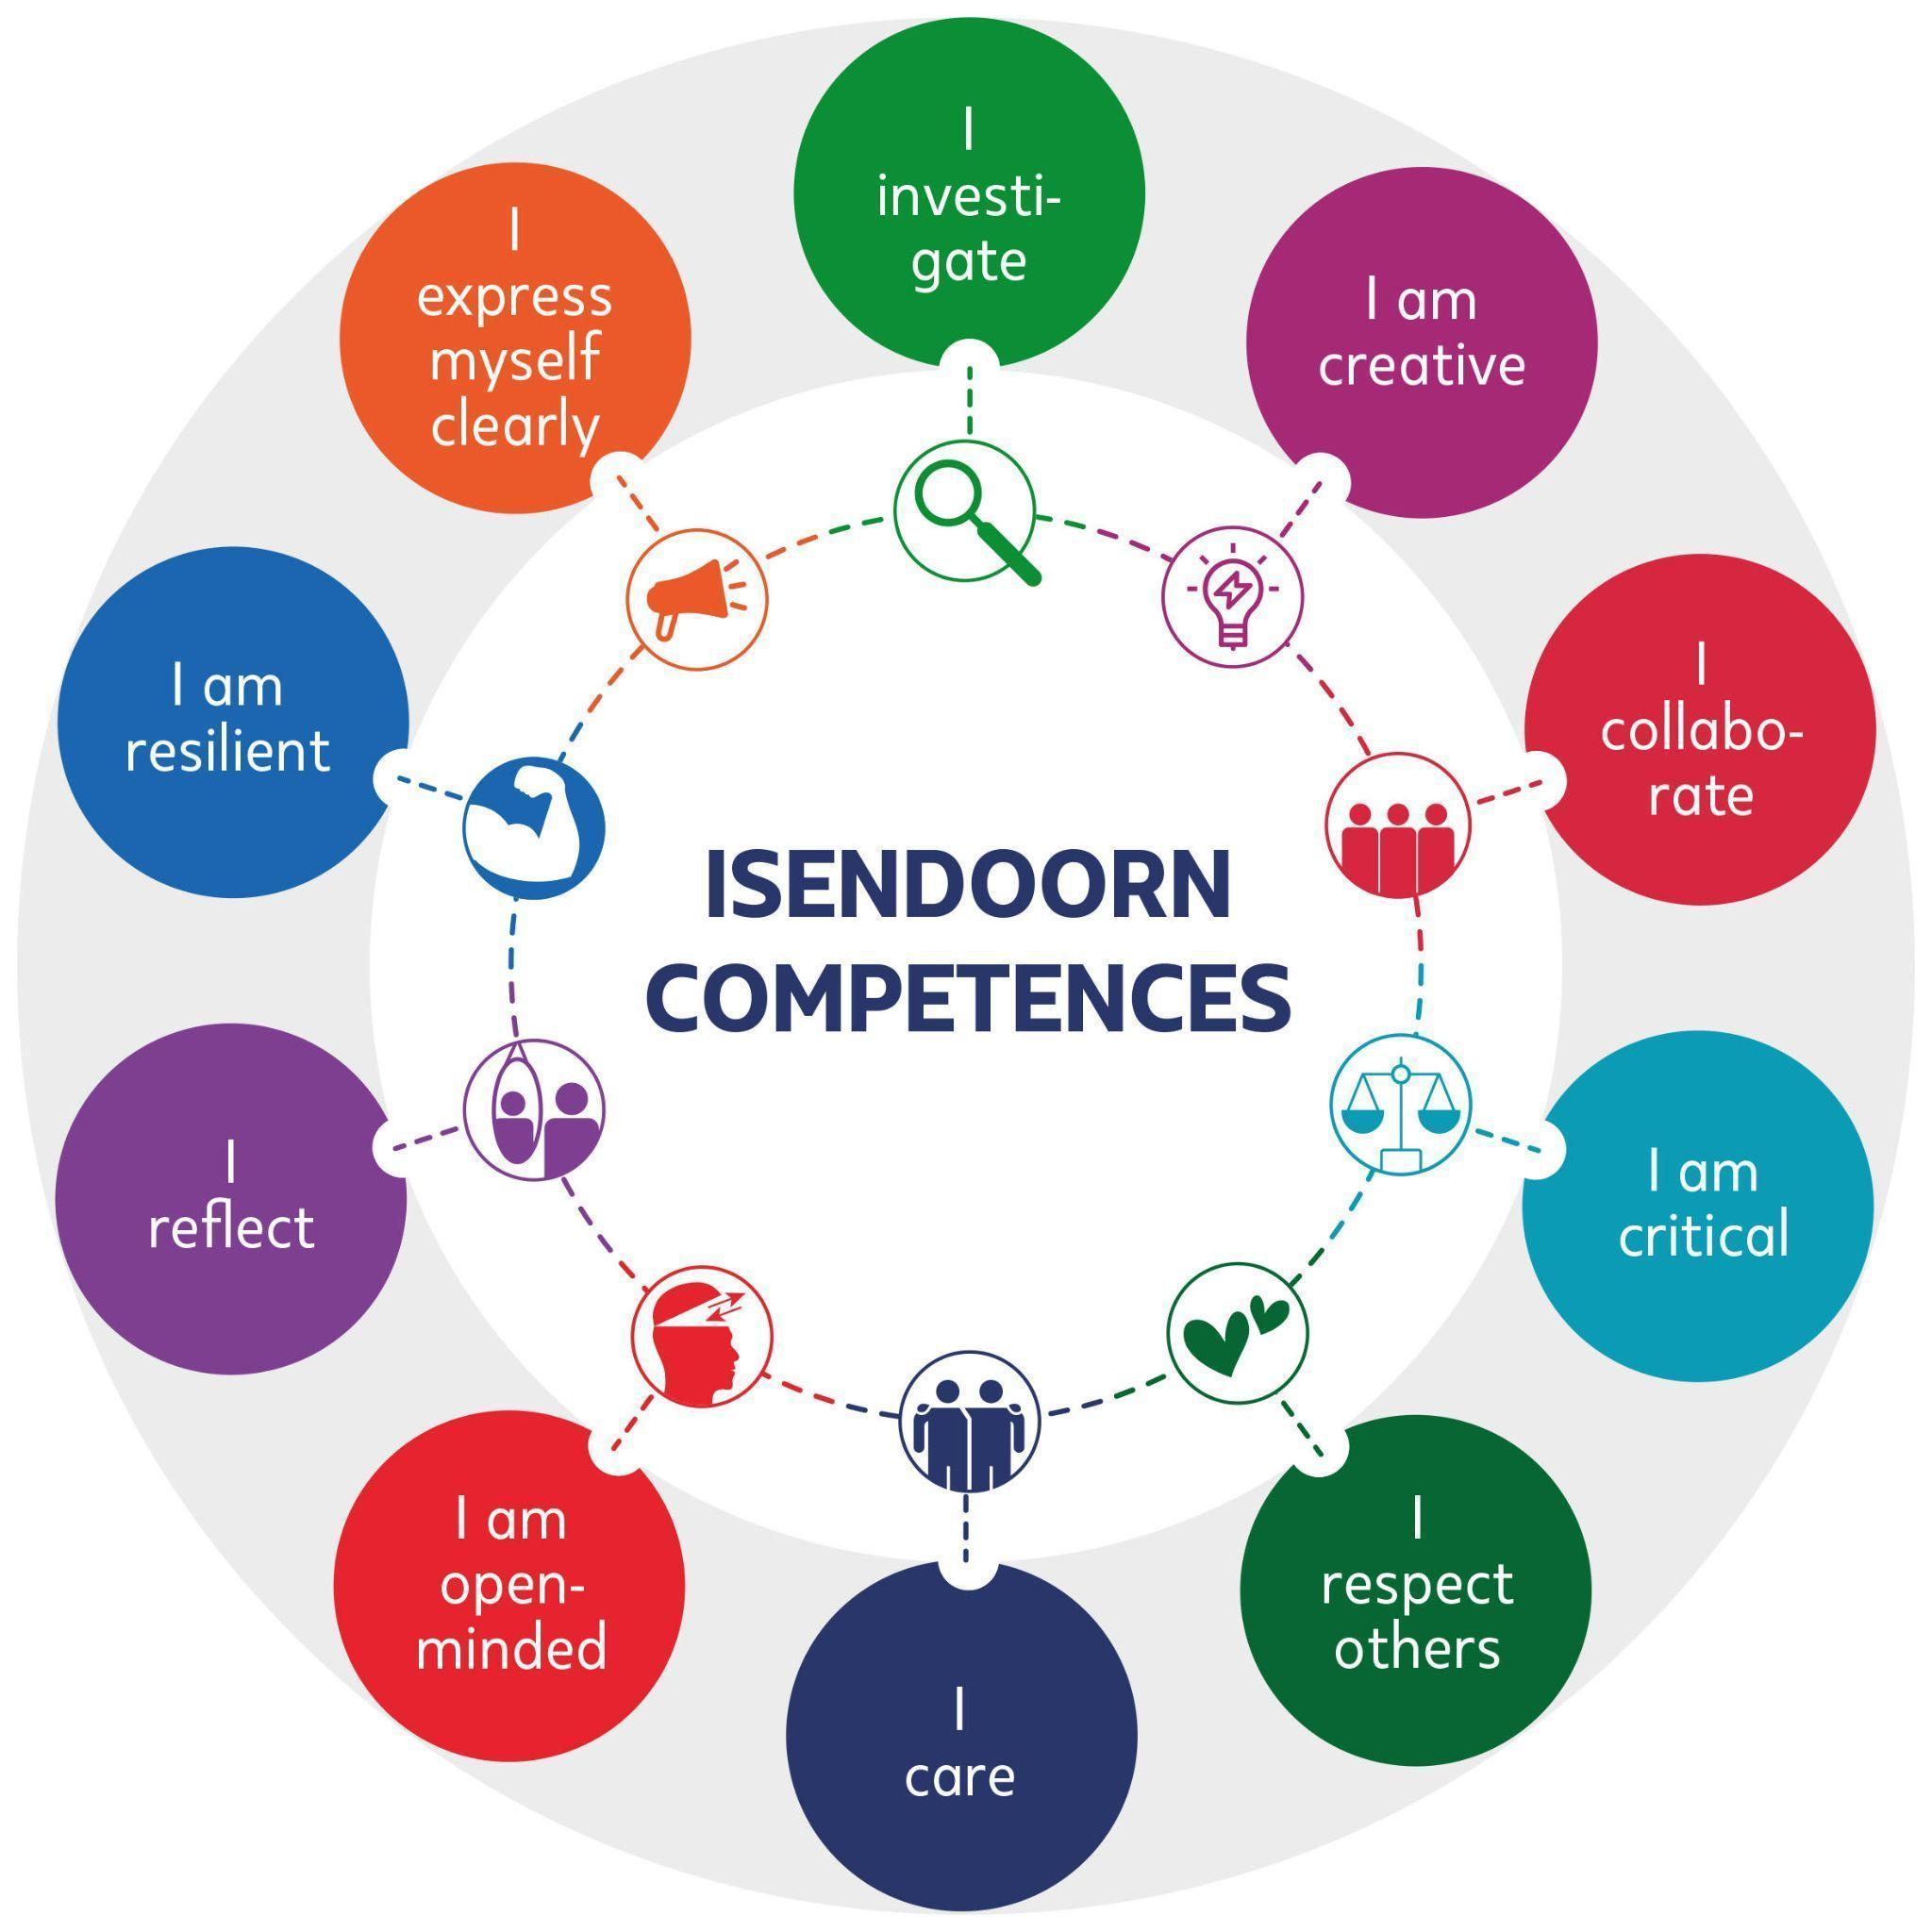 I
investi-
gate
I am
creative
I
collabo-
rate
I am
critical
I
respect
others
I
care
I am
open-
minded
I
reflect
I am
resilient
I
express
myself
clearly
ISENDOORN
COMPETENCES